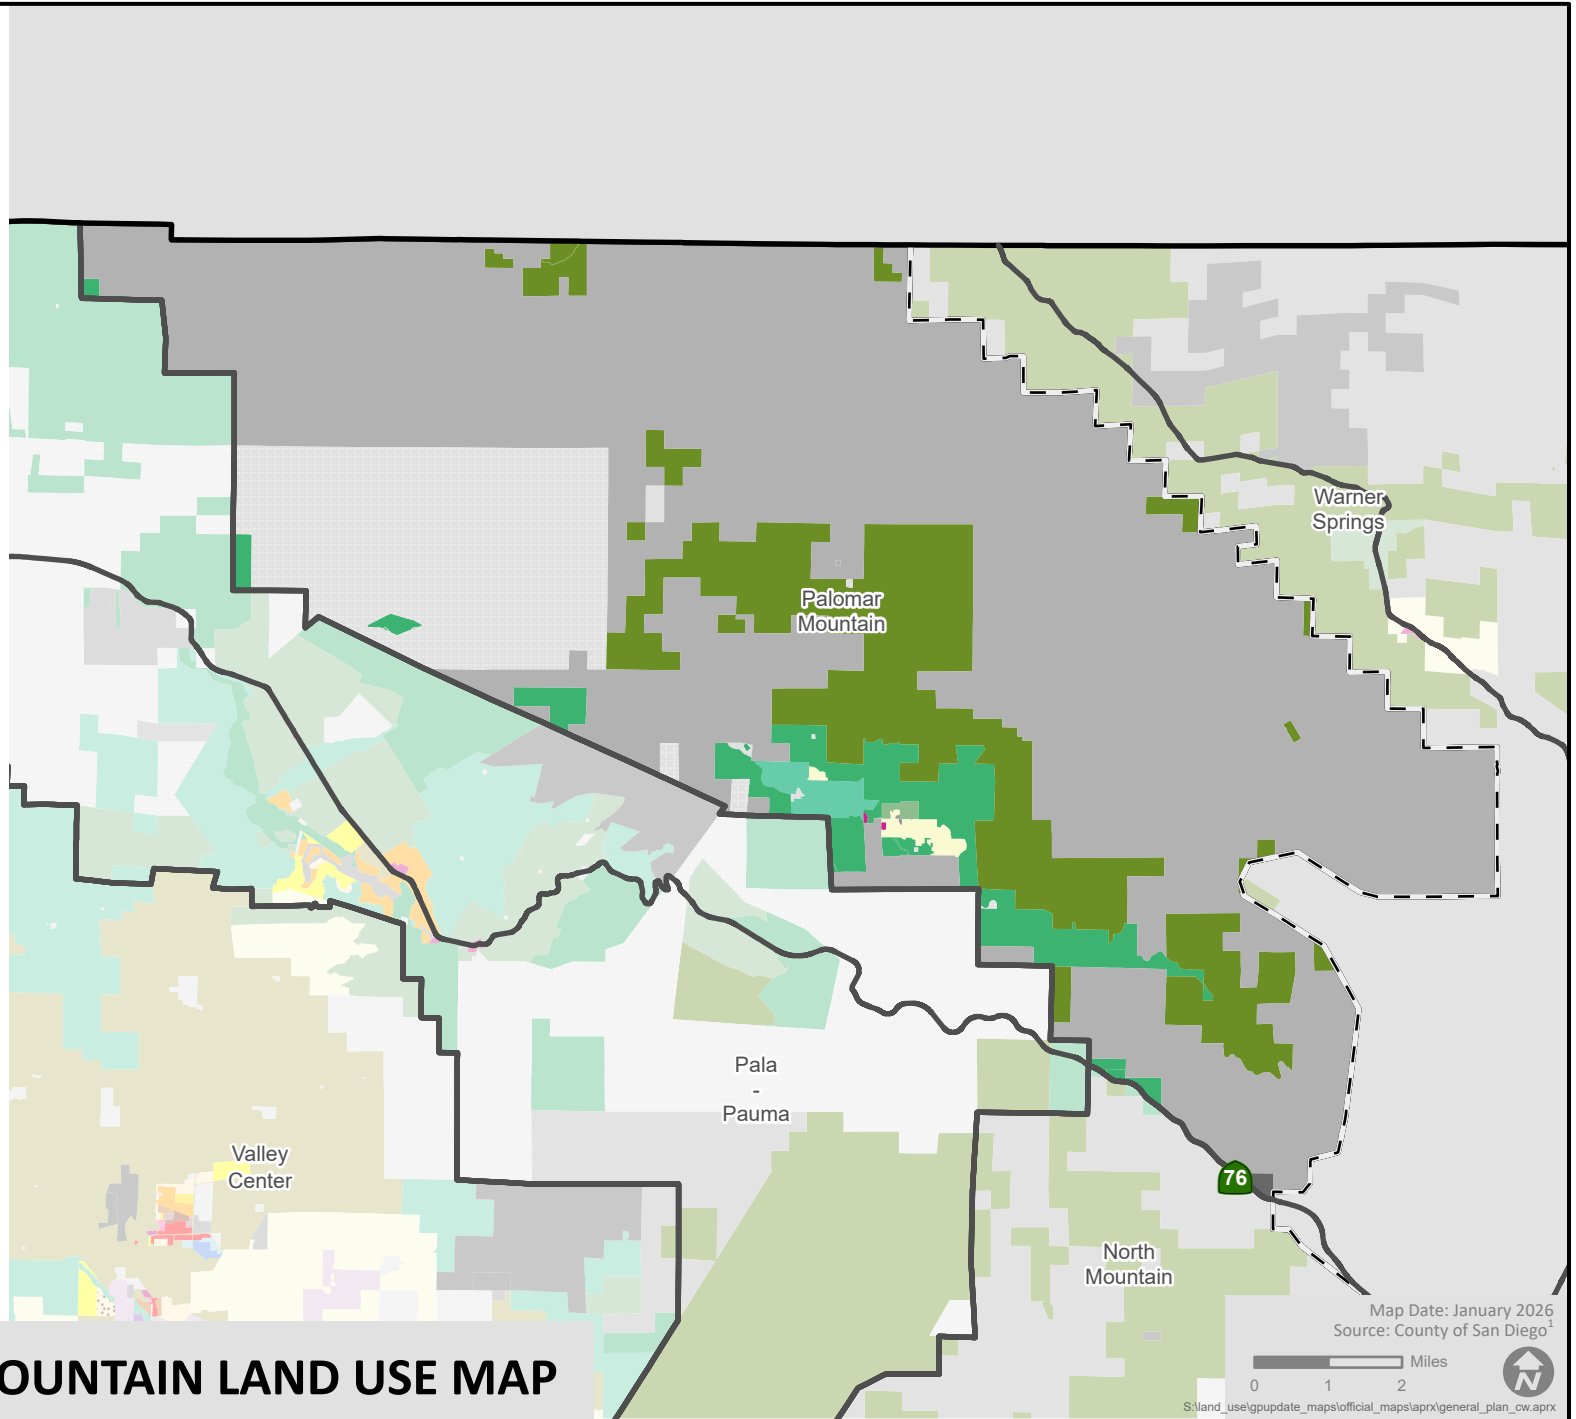 Warner
Springs
Palomar
Mountain
Pala
-
Pauma
Valley
Center
76
North
Mountain
Map Date: January 2026
Source: County of San Diego1
Miles
0 1 2
N
S:\land_use\gpupdate_maps\official_maps\aprx\general_plan_cw.aprx
OUNTAIN LAND USE MAP